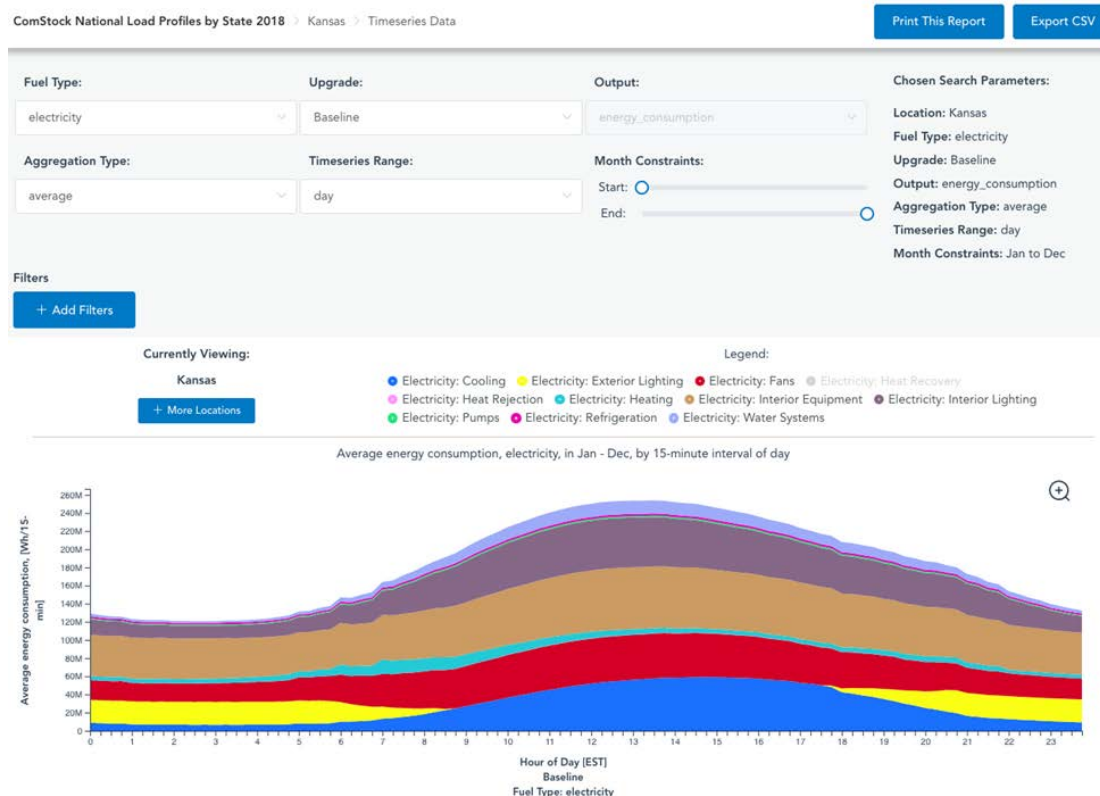 ComStock National Load Profiles by State 2018 > Kansas > Timeseries Data
Print This Report
Export CSV
Fuel Type:
Upgrade:
Output:
electricity
Baseline
energy_consumption
Aggregation Type:
Timeseries Range:
Month Constraints:
average
day
Start:
End:
Chosen Search Parameters:
Location: Kansas
Fuel Type: electricity
Upgrade: Baseline
Output: energy_consumption
Aggregation Type: average
Timeseries Range: day
Month Constraints: Jan to Dec
Filters
+ Add Filters
Currently Viewing:
Kansas
+ More Locations
Legend:
Electricity: Cooling Electricity: Exterior Lighting Electricity: Fans Electricity: Heat Recovery
Electricity: Heat Rejection Electricity: Heating Electricity: Interior Equipment Electricity: Interior Lighting
Electricity: Pumps Electricity: Refrigeration Electricity: Water Systems
Average energy consumption, electricity, in Jan - Dec, by 15-minute interval of day
Average energy consumption, [Wh/15-
min]
260M
240M
220M
200M
180M
160M
140M
120M
100M
80M
60M
40M
20M
0
0 1 2 3 4 5 6 7 8 9 10 11 12 13 14 15 16 17 18 19 20 21 22 23
Hour of Day [EST]
Baseline
Fuel Type: electricity